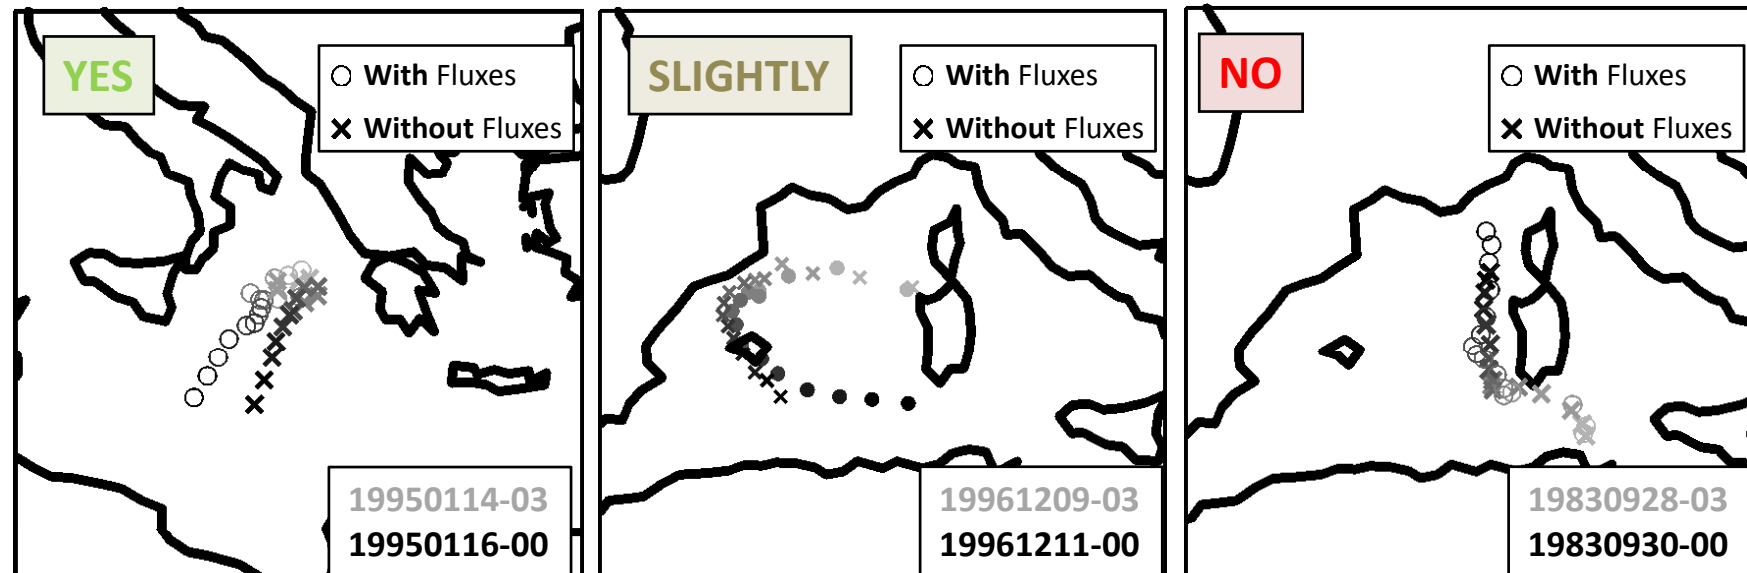 YES
With Fluxes
Without Fluxes
19950114-03
19950116-00
SLIGHTLY
With Fluxes
Without Fluxes
19961209-03
19961211-00
NO
With Fluxes
Without Fluxes
19830928-03
19830930-00